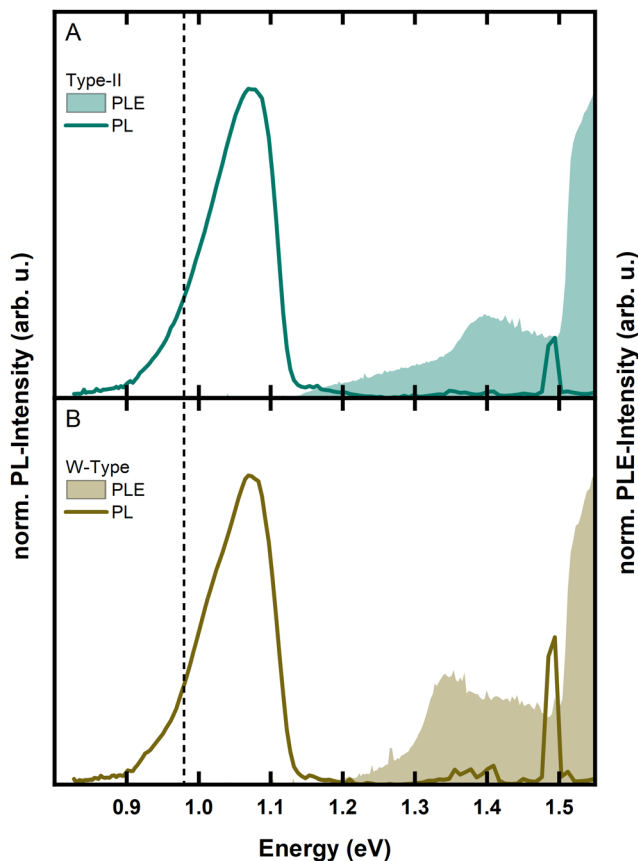 A
Type-II
PLE
PL
B
W-Type
PLE
PL
norm. PL-Intensity (arb. u.)
norm. PLE-Intensity (arb. u.)
0.9 1.0 1.1 1.2 1.3 1.4 1.5
Energy (eV)